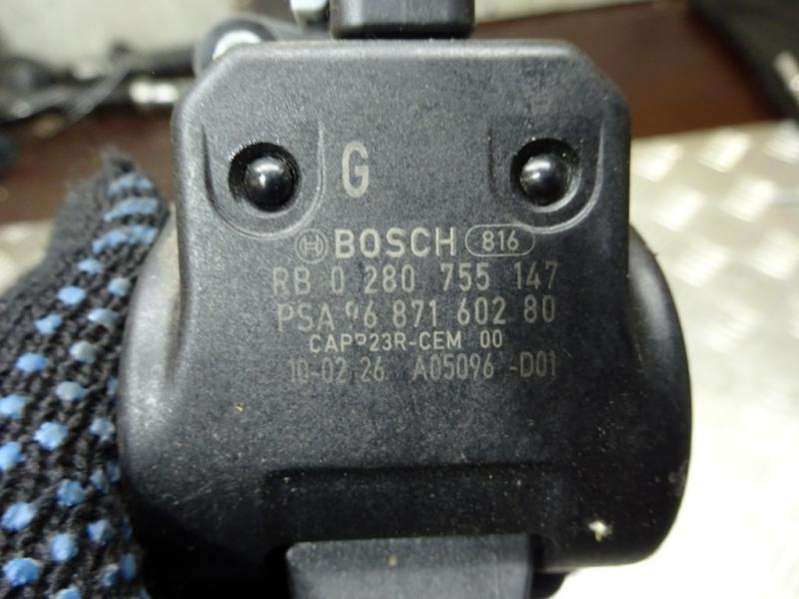 G
BOSCH 816
RB 0 280 755 147
PSA 96 871 602 80
CAPP23R-CEM 00
10-02 26 A05096 -D01